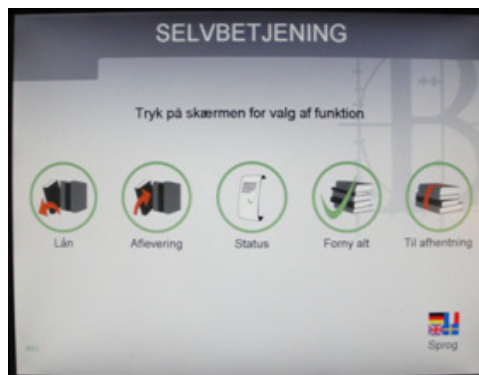 SELVBETJENING
Tryk på skærmen for valg af funktion
Lån
Aflevering
Status
Forny alt
Til afhentning
Sprog